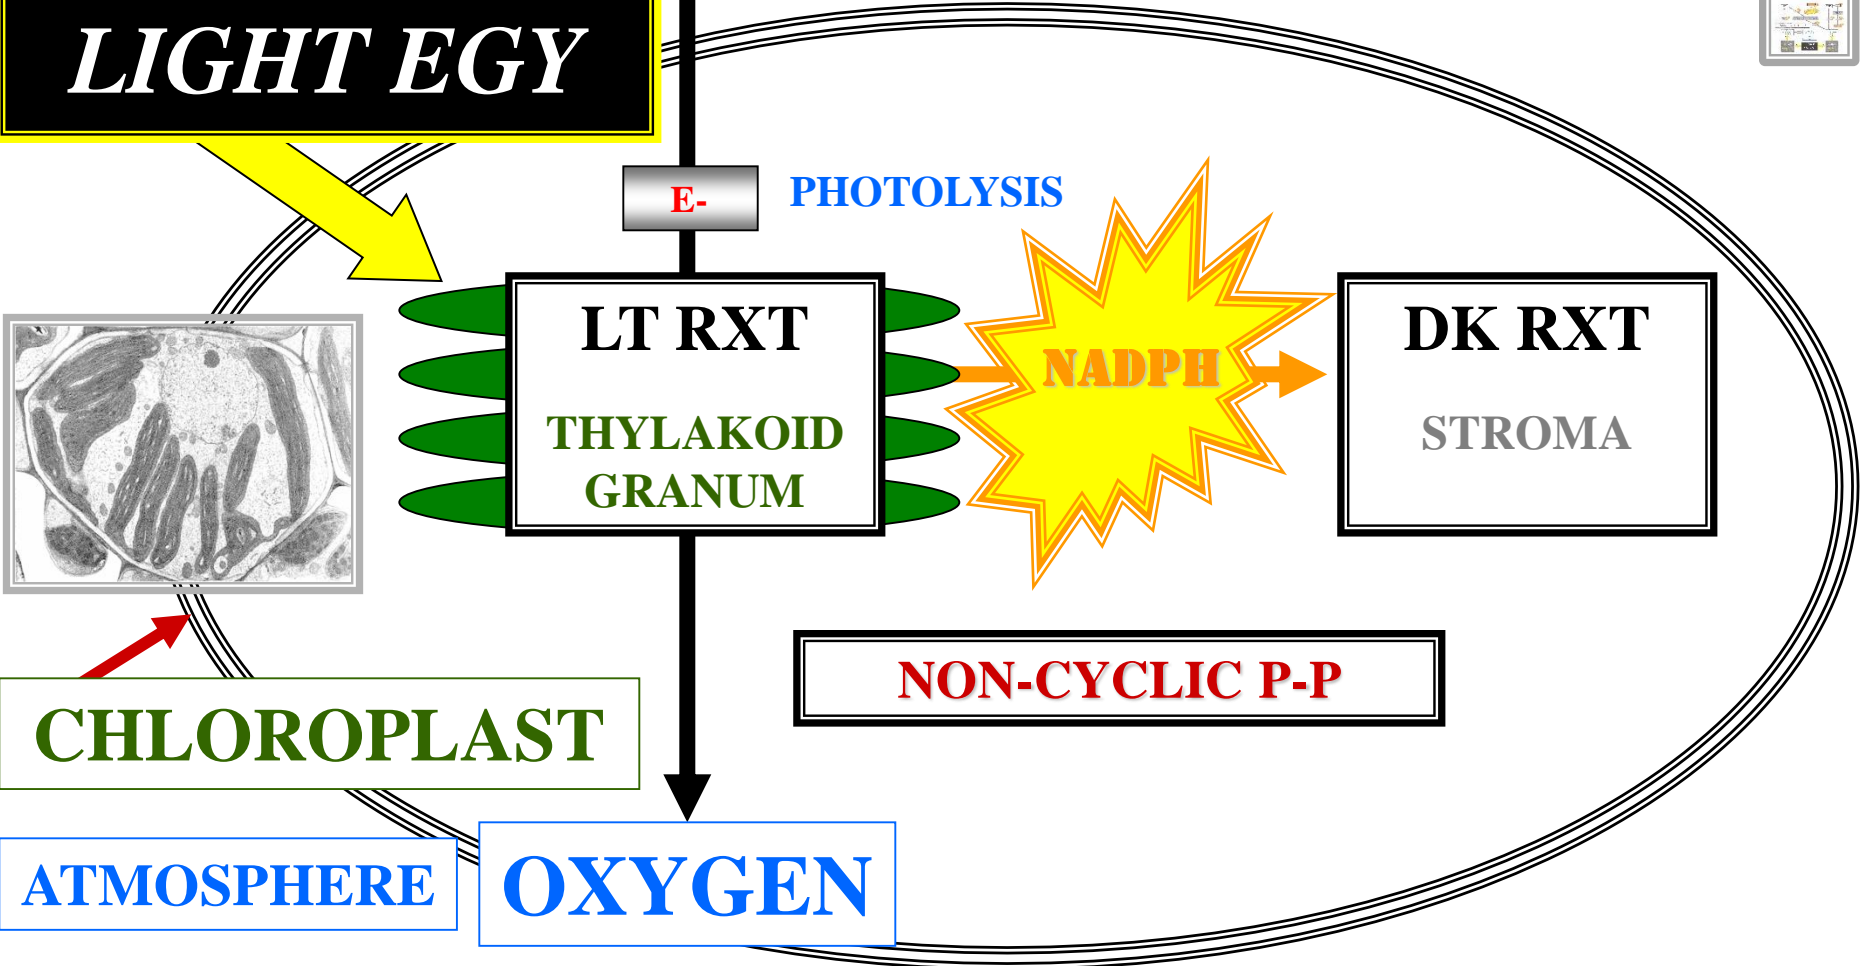 LIGHT EGY
E-
PHOTOLYSIS
LT RXT
THYLAKOID
GRANUM
NADPH
DK RXT
STROMA
NON-CYCLIC P-P
CHLOROPLAST
ATMOSPHERE
OXYGEN